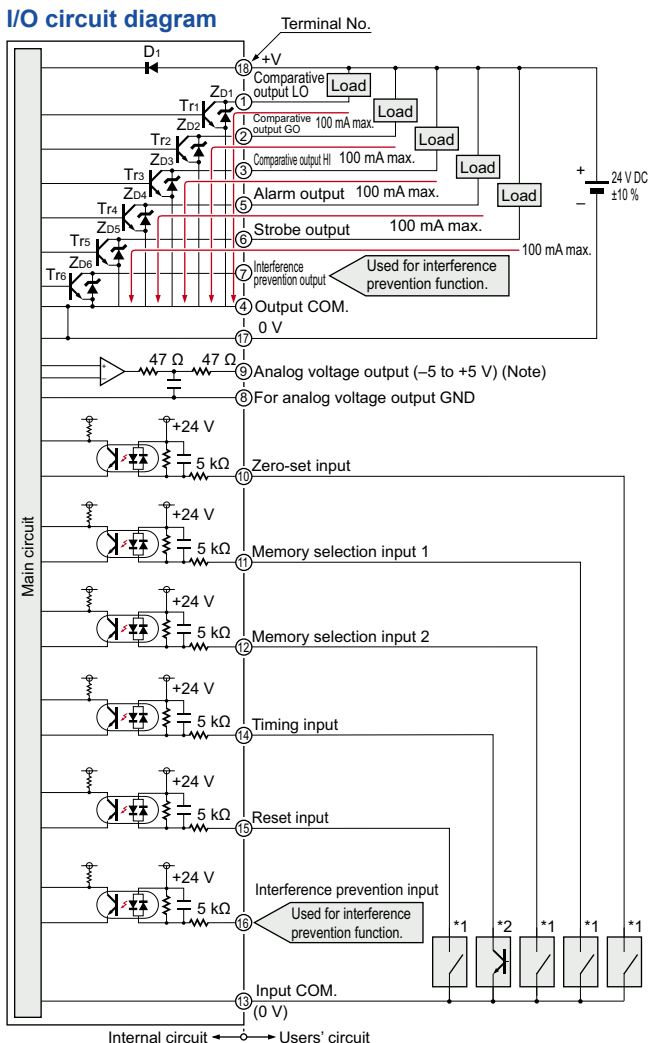 I/O circuit diagram
Terminal No.
D1
18 +V
Comparative output LO
Load
ZD1
1
Tr1
ZD2
Comparative output GO
100 mA max.
Load
2
Tr2
ZD3
Comparative output HI
100 mA max.
Load
3
Tr3
ZD4
Alarm output
100 mA max.
Load
5
Tr4
ZD5
Strobe output
100 mA max.
Load
6
Tr5
ZD6
100 mA max.
+
–
24 V DC
±10 %
Tr6
7
Interference prevention output
Used for interference
prevention function.
4 Output COM.
0 V
17
47 Ω 47 Ω
+
–
9 Analog voltage output (–5 to +5 V) (Note)
8 For analog voltage output GND
+24 V
5 kΩ
10 Zero-set input
+24 V
5 kΩ
11 Memory selection input 1
Main circuit
+24 V
5 kΩ
12 Memory selection input 2
+24 V
5 kΩ
14 Timing input
+24 V
5 kΩ
15 Reset input
+24 V
5 kΩ
16
Interference prevention input
Used for interference
prevention function.
*1 *2 *1 *1 *1
13 Input COM.
(0 V)
Internal circuit Users' circuit